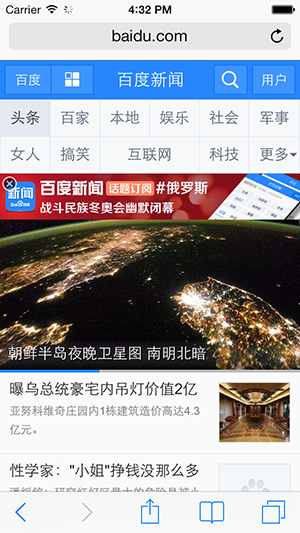 Carrier 4:32 PM
baidu.com
百度 百度新闻 用户
头条 百家 本地 娱乐 社会 军事
女人 搞笑 互联网 科技 更多
新闻 百度新闻 话题订阅 #俄罗斯
战斗民族冬奥会幽默闭幕
朝鲜半岛夜晚卫星图 南明北暗
曝乌总统豪宅内吊灯价值2亿
亚努科维奇庄园内1栋建筑造价高达4.3
亿元。
性学家："小姐"挣钱没那么多